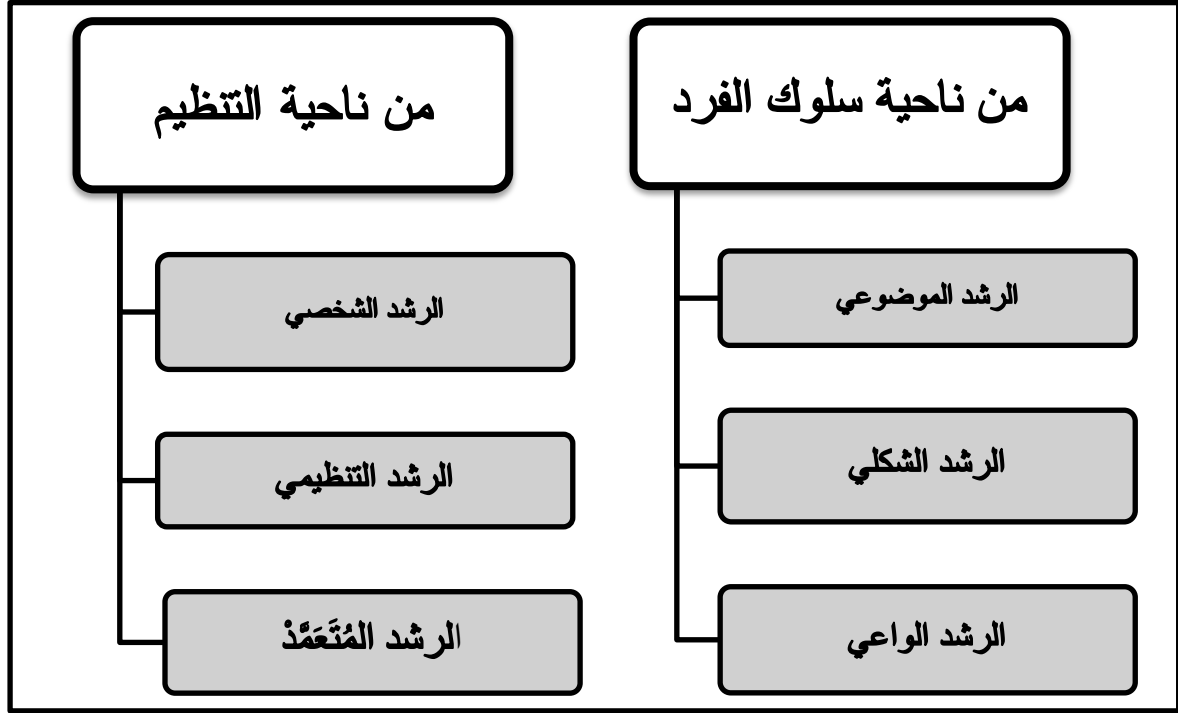 من ناحية سلوك الفرد
الرشد الموضوعي
الرشد الشكلي
الرشد الواعي
من ناحية التنظيم
الرشد الشخصي
الرشد التنظيمي
الرشد المُتَعَمَّدْ